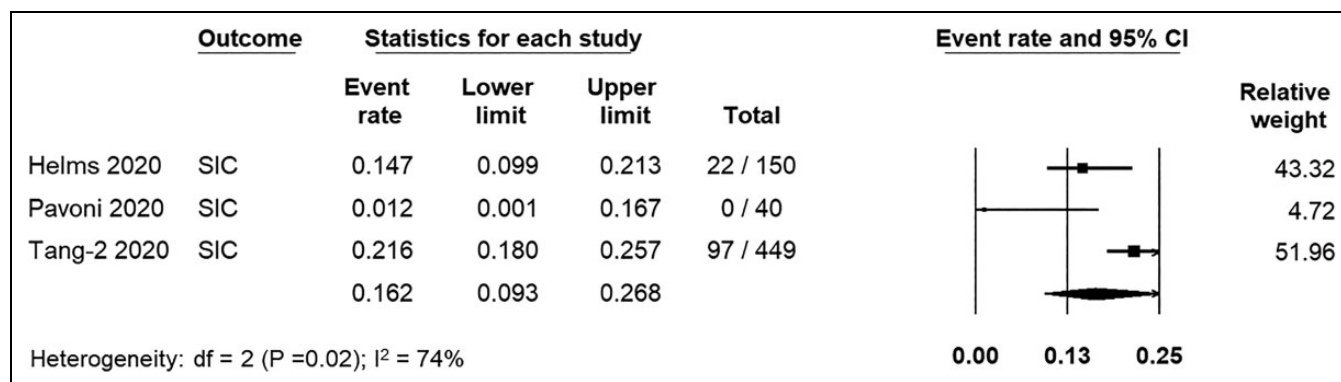 Outcome Statistics for each study Event rate and 95% CI
Event rate Lower limit Upper limit Total Relative weight
Helms 2020 SIC 0.147 0.099 0.213 22 / 150 43.32
Pavoni 2020 SIC 0.012 0.001 0.167 0 / 40 4.72
Tang-2 2020 SIC 0.216 0.180 0.257 97 / 449 51.96
0.162 0.093 0.268
Heterogeneity: df = 2 (P =0.02); I² = 74% 0.00 0.13 0.25